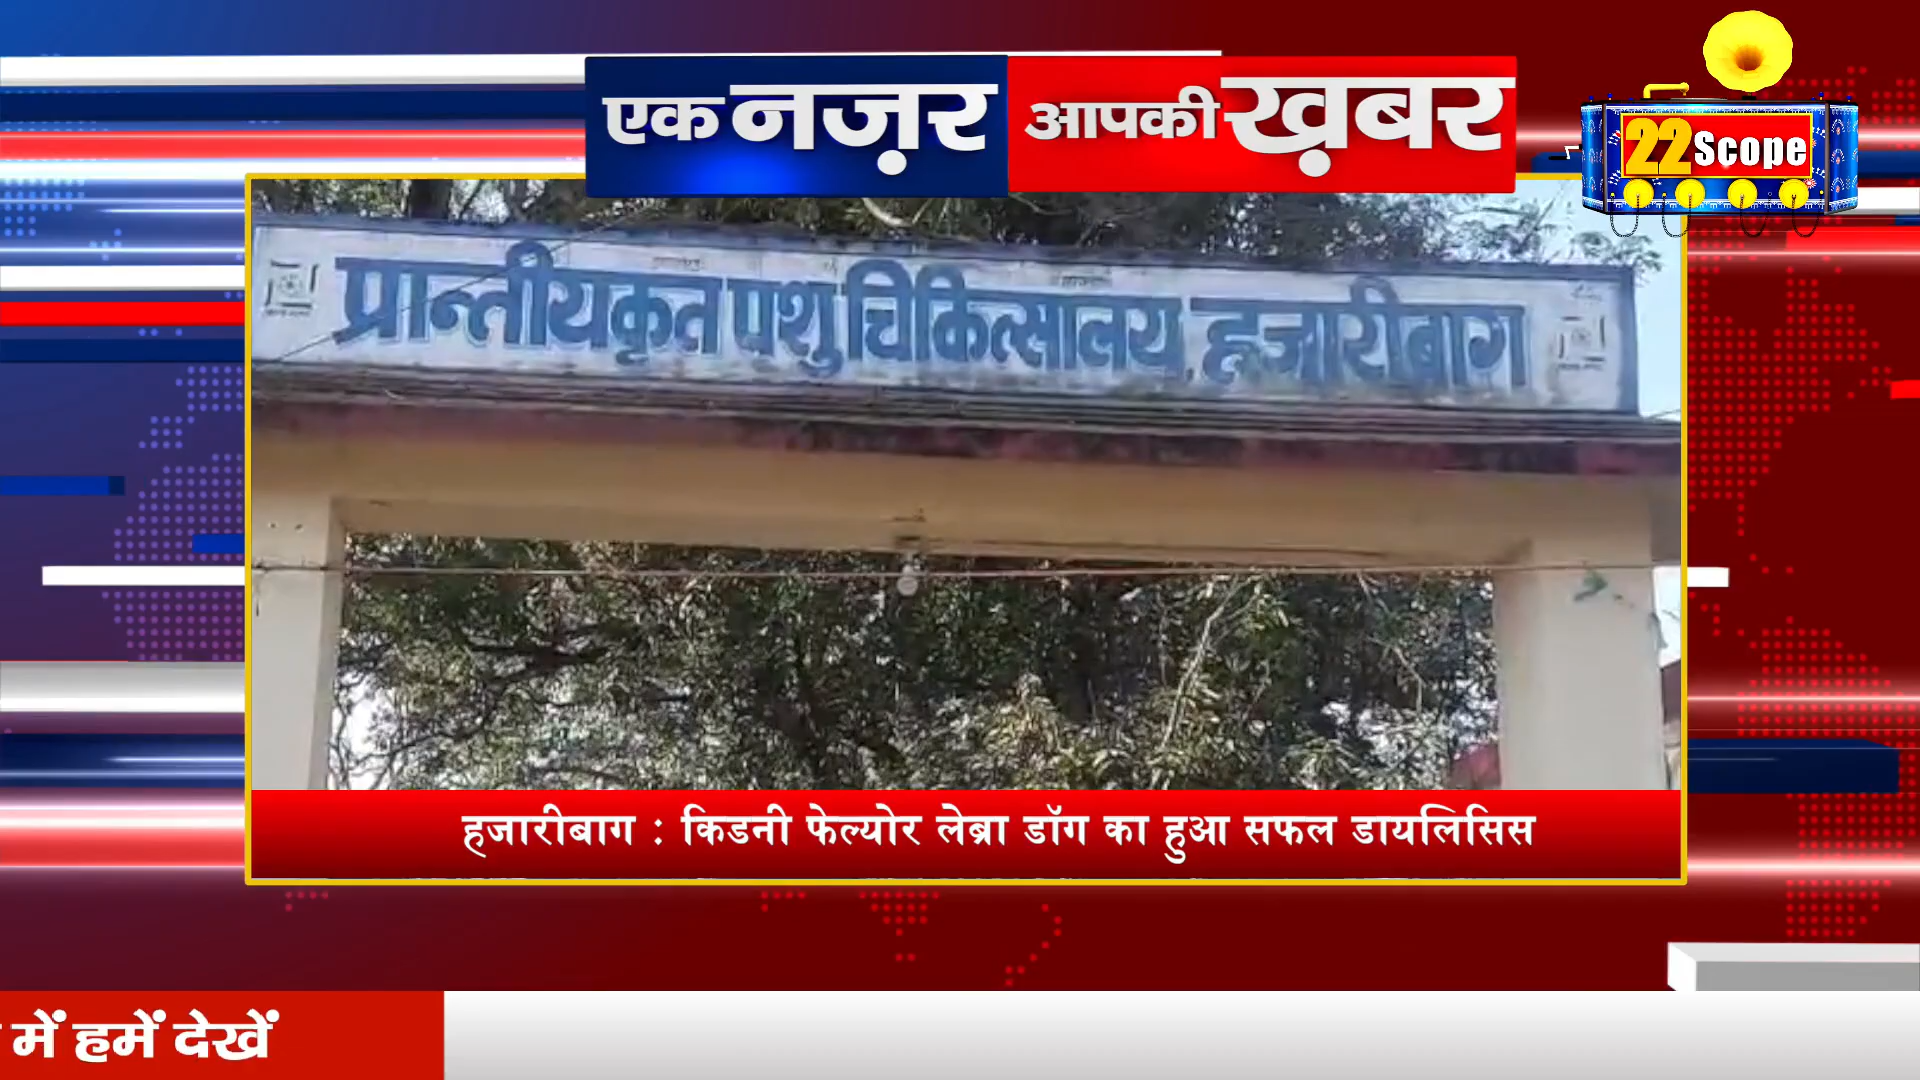 एक नज़र आपकी ख़बर
22Scope
प्रान्तीयकृत पशु चिकित्सालय, हजारीबाग
हजारीबाग : किडनी फेल्योर लेब्रा डॉग का हुआ सफल डायलिसिस
में हमें देखें